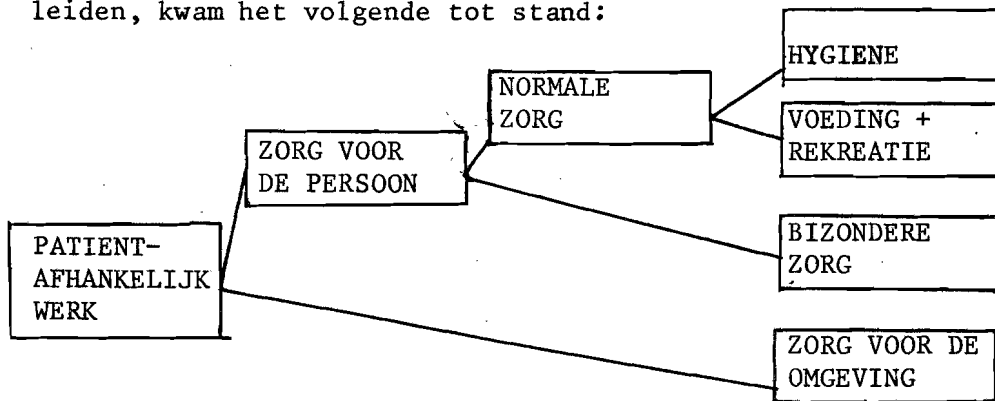 leiden, kwam het volgende tot stand:
HYGIENE
NORMALE
ZORG
VOEDING +
REKREATIE
ZORG VOOR
DE PERSOON
BIZONDERE
ZORG
PATIENT-
AFHANKELIJK
WERK
ZORG VOOR DE
OMGEVING